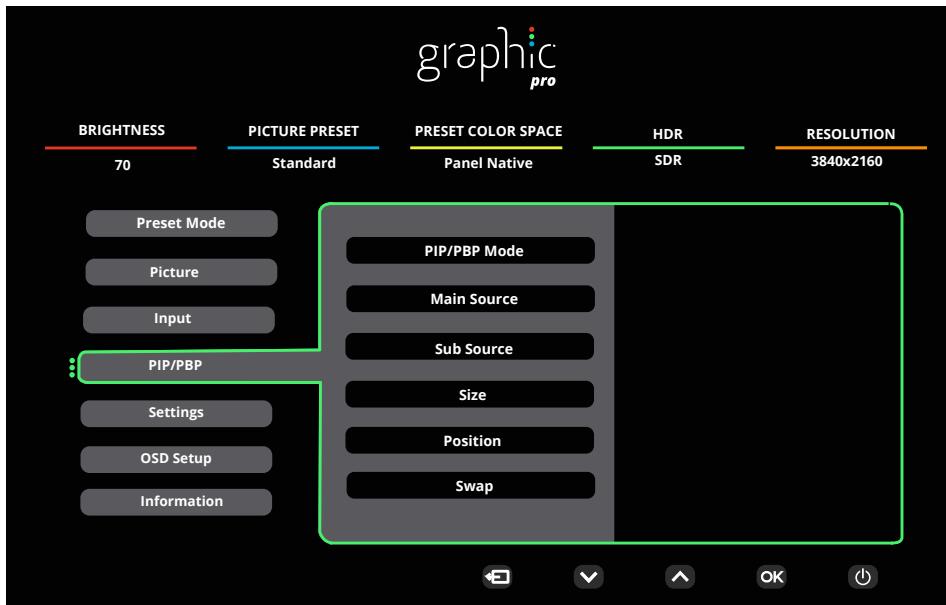 graphic
pro
BRIGHTNESS PICTURE PRESET PRESET COLOR SPACE HDR RESOLUTION
70 Standard Panel Native SDR 3840x2160
Preset Mode
Picture
Input
PIP/PBP
Settings
OSD Setup
Information
PIP/PBP Mode
Main Source
Sub Source
Size
Position
Swap
OK